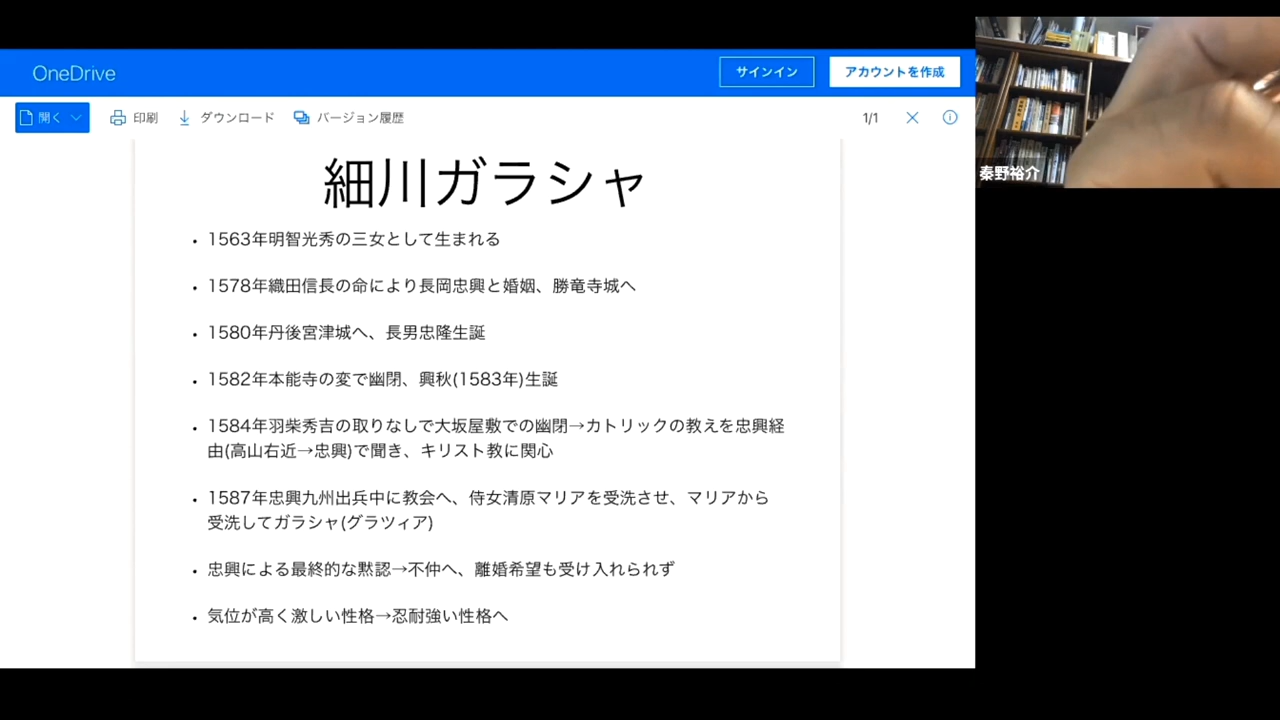 OneDrive
サインイン
アカウントを作成
開く
印刷
ダウンロード
バージョン履歴
1/1
秦野裕介
細川ガラシャ
・1563年明智光秀の三女として生まれる
・1578年織田信長の命により長岡忠興と婚姻、勝竜寺城へ
・1580年丹後宮津城へ、長男忠隆生誕
・1582年本能寺の変で幽閉、興秋(1583年)生誕
・1584年羽柴秀吉の取りなしで大坂屋敷での幽閉→カトリックの教えを忠興経
由(高山右近→忠興)で聞き、キリスト教に関心
・1587年忠興九州出兵中に教会へ、侍女清原マリアを受洗させ、マリアから
受洗してガラシャ(グラツィア)
・忠興による最終的な黙認→不仲へ、離婚希望も受け入れられず
・気位が高く激しい性格→忍耐強い性格へ